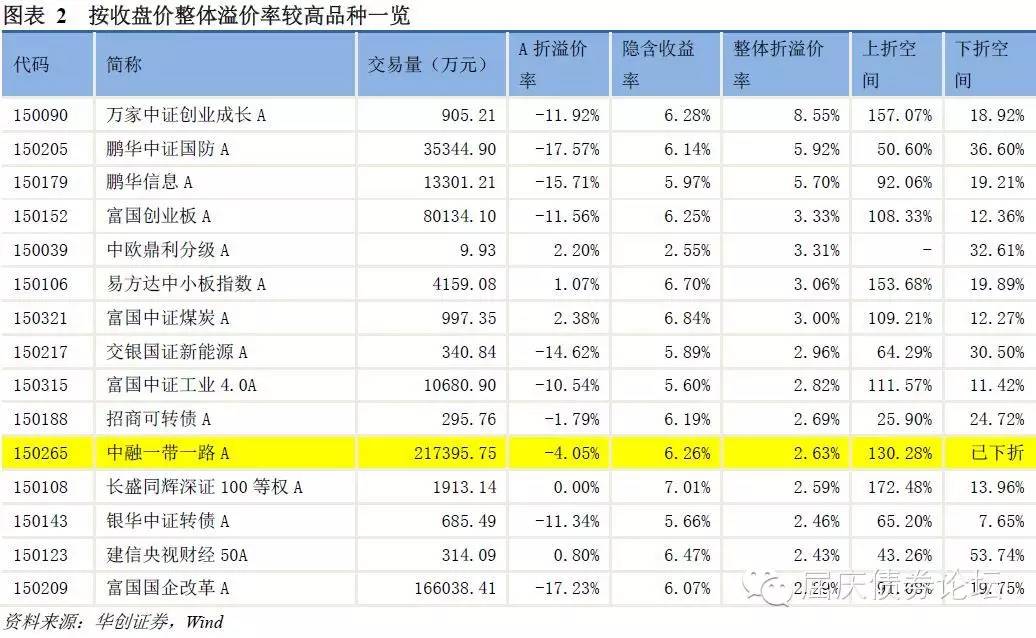 图表 2 按收盘价整体溢价率较高品种一览
代码 简称 交易量（万元） A 折溢价率 隐含收益率 整体折溢价率 上折空间 下折空间
150090 万家中证创业成长 A 905.21 -11.92% 6.28% 8.55% 157.07% 18.92%
150205 鹏华中证国防 A 35344.90 -17.57% 6.14% 5.92% 50.60% 36.60%
150179 鹏华信息 A 13301.21 -15.71% 5.97% 5.70% 92.06% 19.21%
150152 富国创业板 A 80134.10 -11.56% 6.25% 3.33% 108.33% 12.36%
150039 中欧鼎利分级 A 9.93 2.20% 2.55% 3.31% - 32.61%
150106 易方达中小板指数 A 4159.08 1.07% 6.70% 3.06% 153.68% 19.89%
150321 富国中证煤炭 A 997.35 2.38% 6.84% 3.00% 109.21% 12.27%
150217 交银国证新能源 A 340.84 -14.62% 5.89% 2.96% 64.29% 30.50%
150315 富国中证工业 4.0A 10680.90 -10.54% 5.60% 2.82% 111.57% 11.42%
150188 招商可转债 A 295.76 -1.79% 6.19% 2.69% 25.90% 24.72%
150265 中融一带一路 A 217395.75 -4.05% 6.26% 2.63% 130.28% 已下折
150108 长盛同辉深证 100 等权 A 1913.14 0.00% 7.01% 2.59% 172.48% 13.96%
150143 银华中证转债 A 685.49 -11.34% 5.66% 2.46% 65.20% 7.65%
150123 建信央视财经 50A 314.09 0.80% 6.47% 2.43% 43.26% 53.74%
150209 富国国企改革 A 166038.41 -17.23% 6.07% 2.29% 19.75%
屈庆债券论坛
资料来源：华创证券，Wind